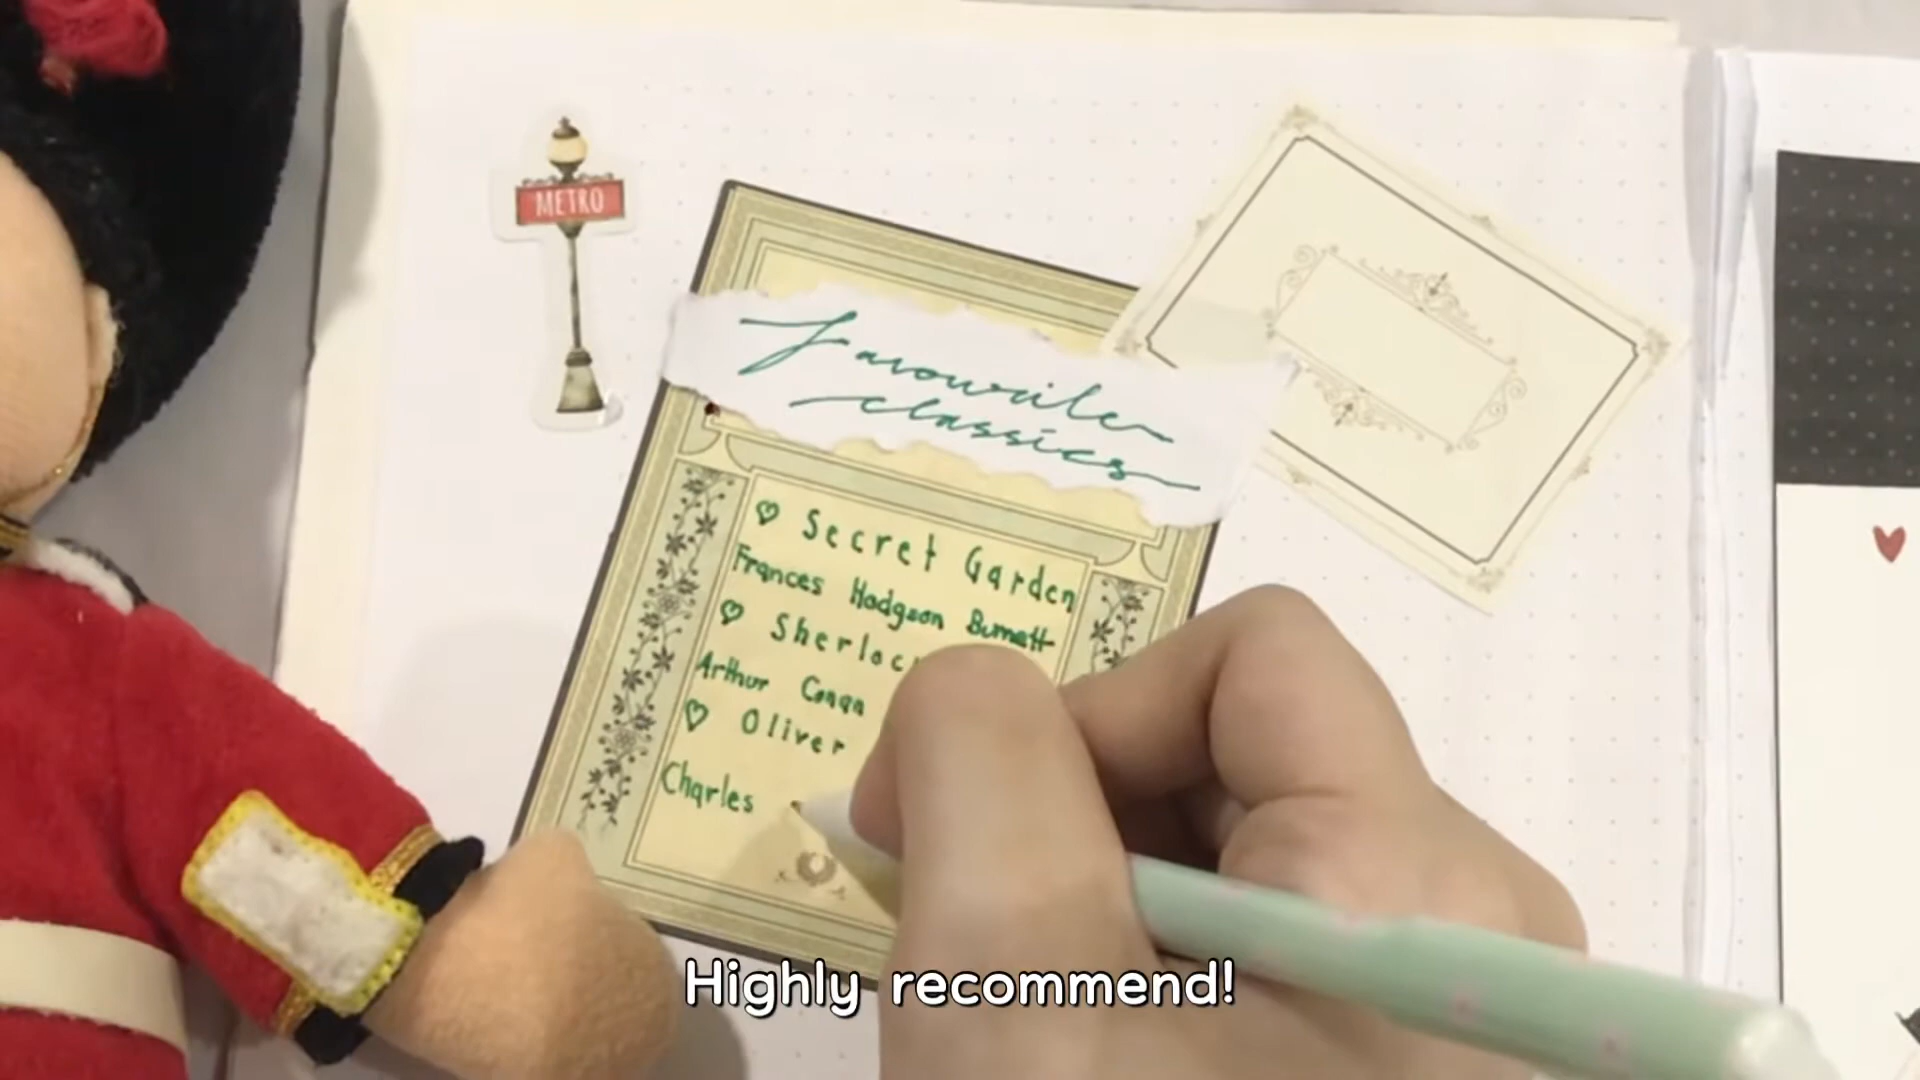 METRO
Favourite
classics
♡ Secret Garden
Frances Hodgson Burnett
♡ Sherloc
Arthur Conan
♡ Oliver
Charles
Highly recommend!